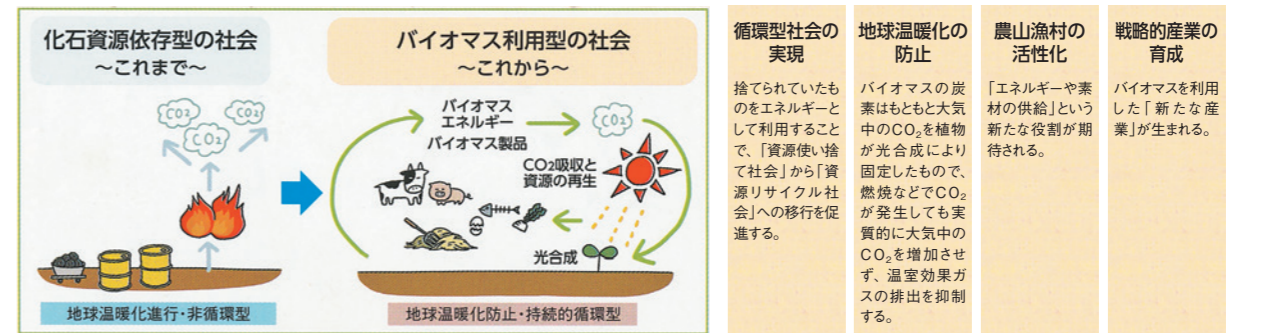 化石資源依存型の社会
～これまで～
CO2
CO2
CO2
地球温暖化進行・非循環型
バイオマス利用型の社会
～これから～
バイオマス
エネルギー
バイオマス製品
CO2
CO2吸収と
資源の再生
光合成
地球温暖化防止・持続的循環型
循環型社会の
実現
捨てられていたも
のをエネルギーと
して利用すること
で、「資源使い捨
て社会」から「資
源リサイクル社
会」への移行を促
進する。
地球温暖化の
防止
バイオマスの炭
素はもともと大気
中のCO₂を植物
が光合成により
固定したもので、
燃焼などでCO₂
が発生しても実
質的に大気中の
CO₂を増加させ
ず、温室効果ガ
スの排出を抑制
する。
農山漁村の
活性化
「エネルギーや素
材の供給」という
新たな役割が期
待される。
戦略的産業の
育成
バイオマスを利用
した「新たな産
業」が生まれる。